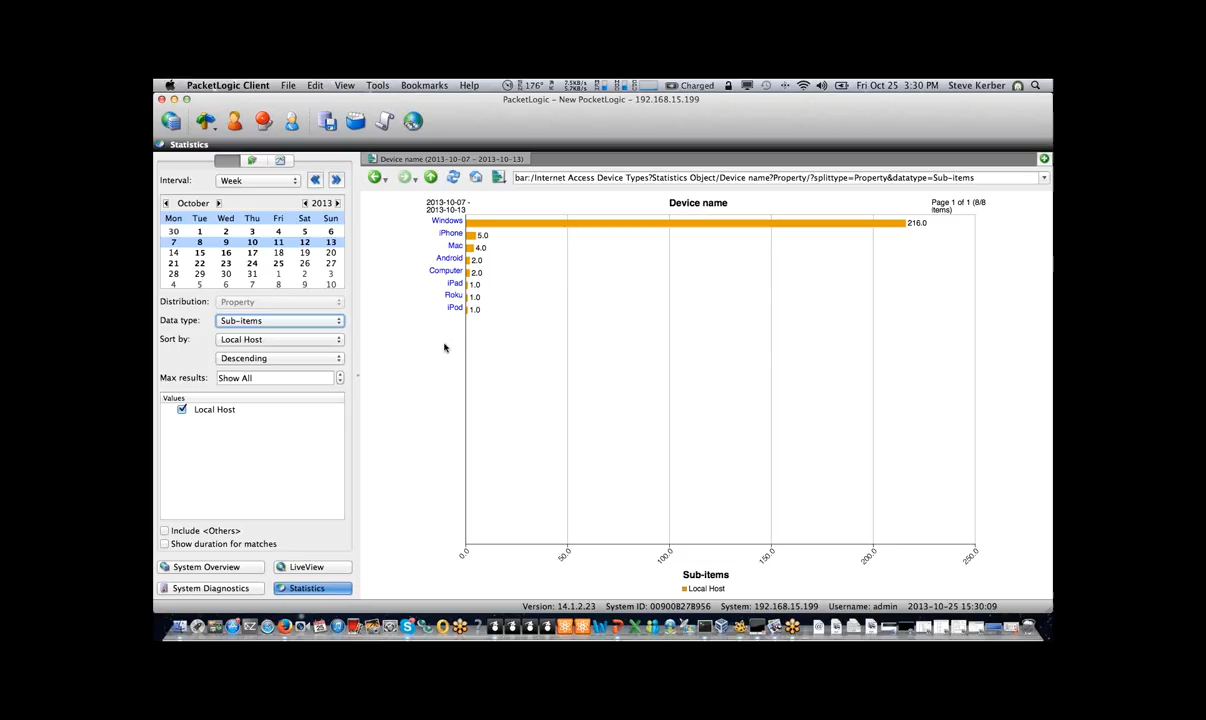 PacketLogic Client File Edit View Tools Bookmarks Help 176° 7.5KB/s 5.7KB/s Charged Fri Oct 25 3:30 PM Steve Kerber
PacketLogic - New PocketLogic - 192.168.15.199
Statistics
Interval: Week
October 2013
Mon Tue Wed Thu Fri Sat Sun
30 1 2 3 4 5 6
7 8 9 10 11 12 13
14 15 16 17 18 19 20
21 22 23 24 25 26 27
28 29 30 31 1 2 3
4 5 6 7 8 9 10
Distribution: Property
Data type: Sub-items
Sort by: Local Host
Descending
Max results: Show All
Values
Local Host
Include <Others>
Show duration for matches
System Overview LiveView
System Diagnostics Statistics
Device name (2013-10-07 - 2013-10-13)
bar:/Internet Access Device Types?Statistics Object/Device name?Property/?splittype=Property&datatype=Sub-items
2013-10-07 -
2013-10-13
Device name
Page 1 of 1 (8/8
items)
Windows 216.0
iPhone 5.0
Mac 4.0
Android 2.0
Computer 2.0
iPad 1.0
Roku 1.0
iPod 1.0
0.0 50.0 100.0 150.0 200.0 250.0
Sub-items
Local Host
Version: 14.1.2.23 System ID: 00900B27B956 System: 192.168.15.199 Username: admin 2013-10-25 15:30:09